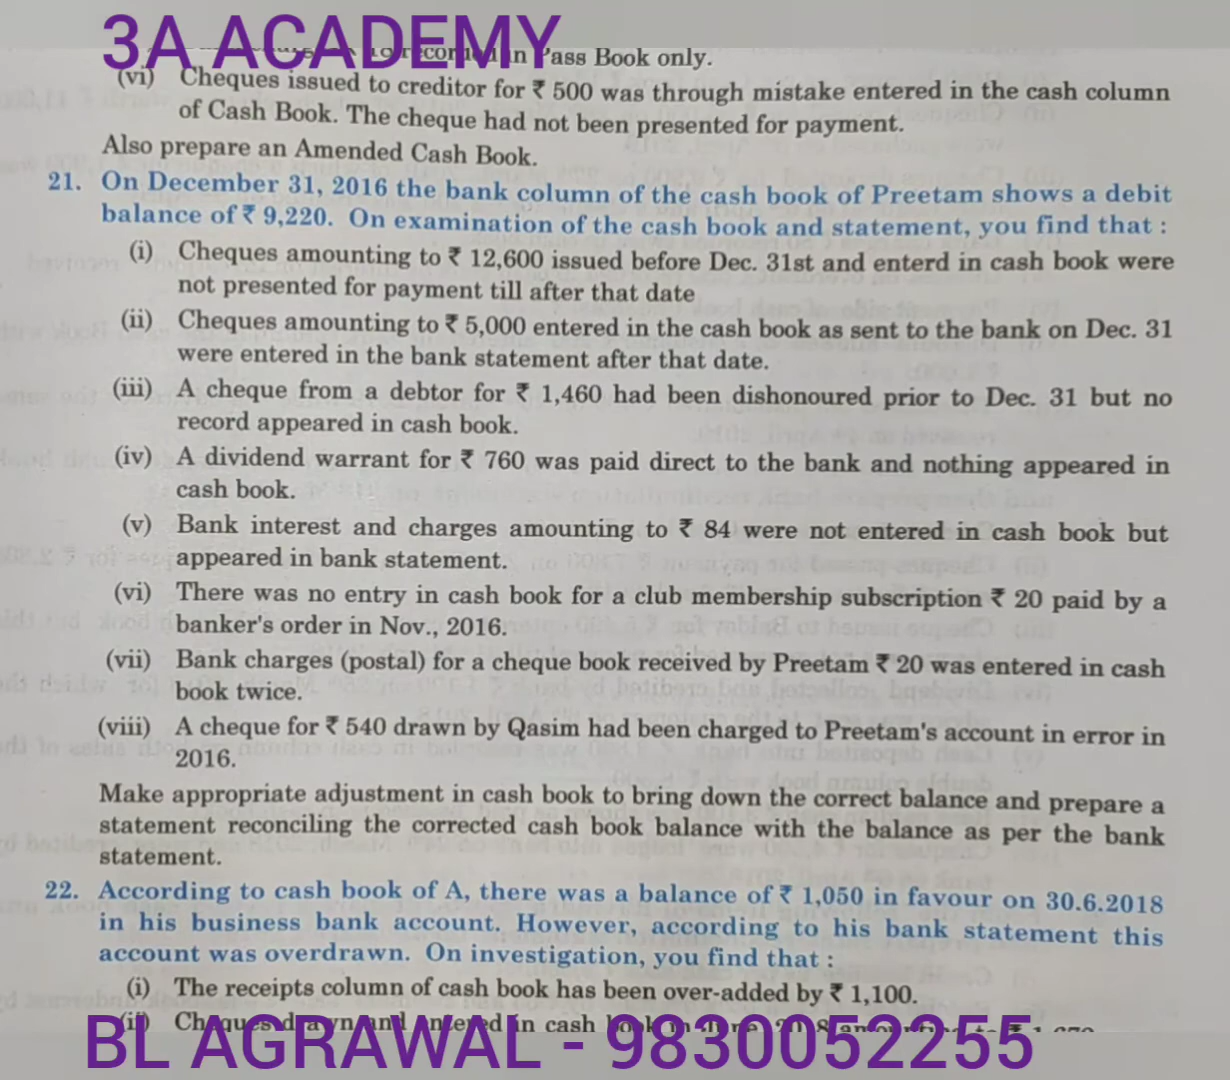 3A ACADEMY
in Pass Book only.
(vi) Cheques issued to creditor for ₹ 500 was through mistake entered in the cash column
of Cash Book. The cheque had not been presented for payment.
Also prepare an Amended Cash Book.
21. On December 31, 2016 the bank column of the cash book of Preetam shows a debit
balance of ₹ 9,220. On examination of the cash book and statement, you find that :
(i) Cheques amounting to ₹ 12,600 issued before Dec. 31st and enterd in cash book were
not presented for payment till after that date
(ii) Cheques amounting to ₹ 5,000 entered in the cash book as sent to the bank on Dec. 31
were entered in the bank statement after that date.
(iii) A cheque from a debtor for ₹ 1,460 had been dishonoured prior to Dec. 31 but no
record appeared in cash book.
(iv) A dividend warrant for ₹ 760 was paid direct to the bank and nothing appeared in
cash book.
(v) Bank interest and charges amounting to ₹ 84 were not entered in cash book but
appeared in bank statement.
(vi) There was no entry in cash book for a club membership subscription ₹ 20 paid by a
banker's order in Nov., 2016.
(vii) Bank charges (postal) for a cheque book received by Preetam ₹ 20 was entered in cash
book twice.
(viii) A cheque for ₹ 540 drawn by Qasim had been charged to Preetam's account in error in
2016.
Make appropriate adjustment in cash book to bring down the correct balance and prepare a
statement reconciling the corrected cash book balance with the balance as per the bank
statement.
22. According to cash book of A, there was a balance of ₹ 1,050 in favour on 30.6.2018
in his business bank account. However, according to his bank statement this
account was overdrawn. On investigation, you find that :
(i) The receipts column of cash book has been over-added by ₹ 1,100.
(ii) Cheques drawn and entered in cash book
BL AGRAWAL - 9830052255